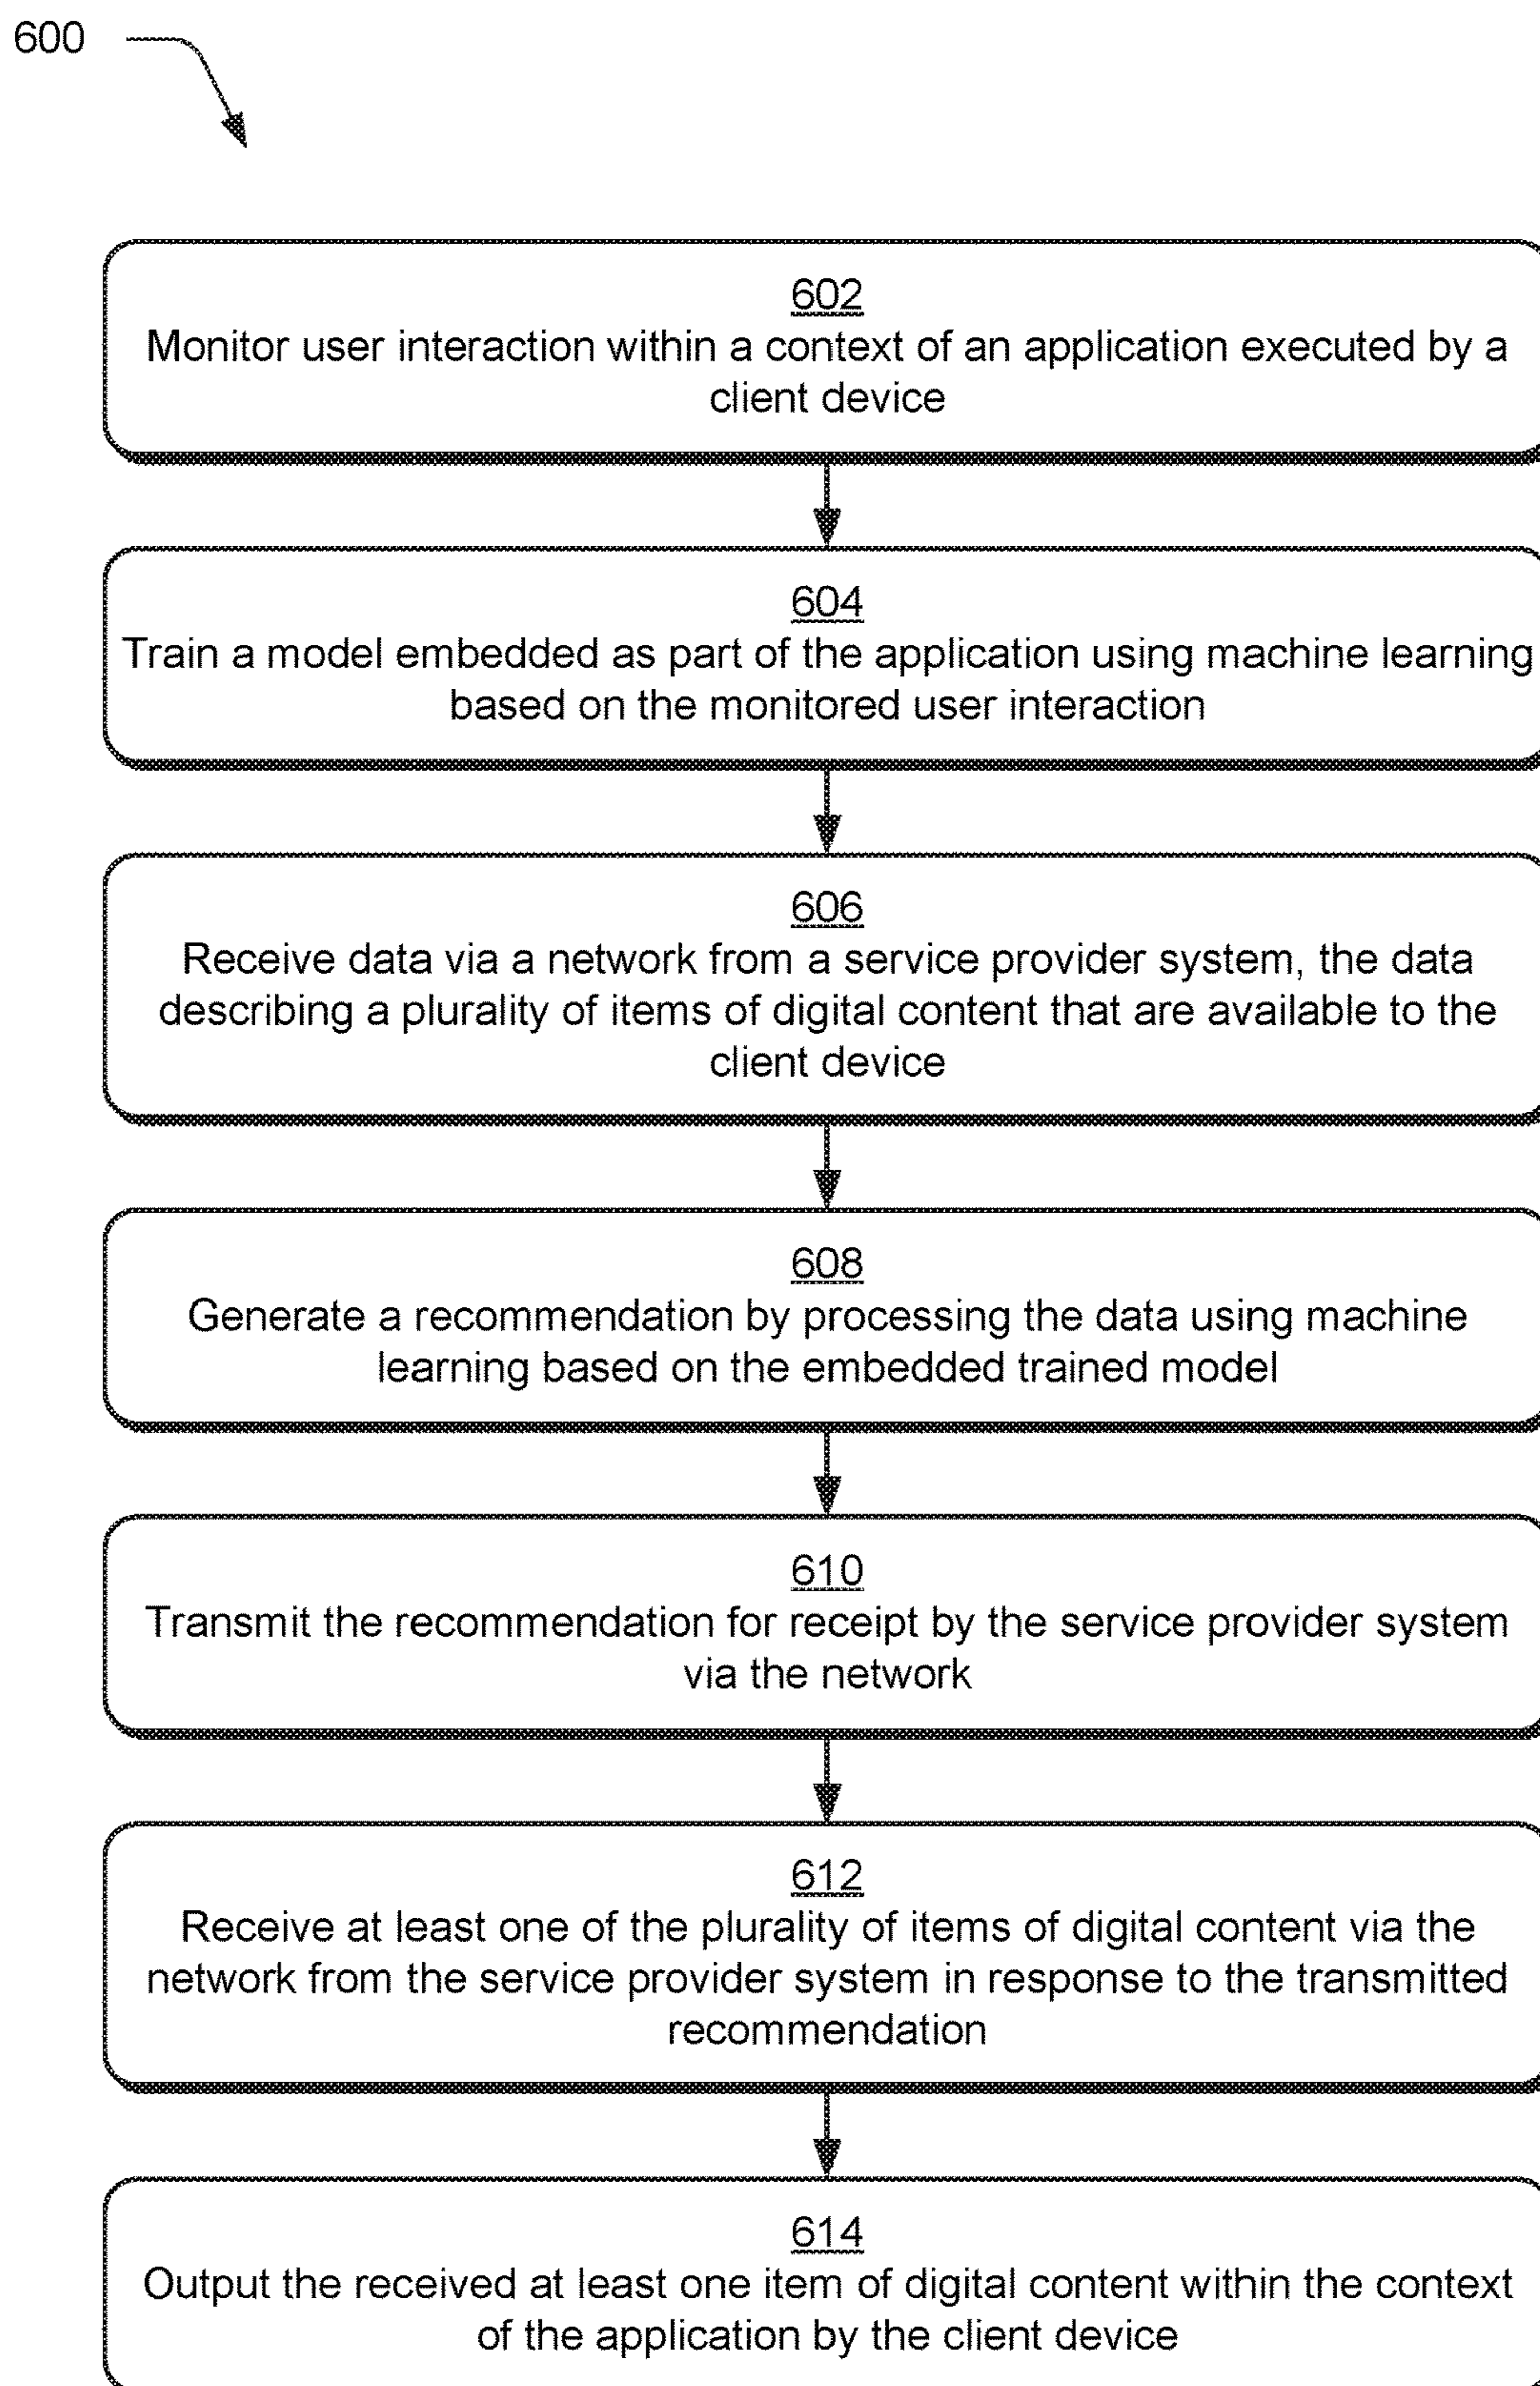 600
602
Monitor user interaction within a context of an application executed by a
client device
604
Train a model embedded as part of the application using machine learning
based on the monitored user interaction
606
Receive data via a network from a service provider system, the data
describing a plurality of items of digital content that are available to the
client device
608
Generate a recommendation by processing the data using machine
learning based on the embedded trained model
610
Transmit the recommendation for receipt by the service provider system
via the network
612
Receive at least one of the plurality of items of digital content via the
network from the service provider system in response to the transmitted
recommendation
614
Output the received at least one item of digital content within the context
of the application by the client device